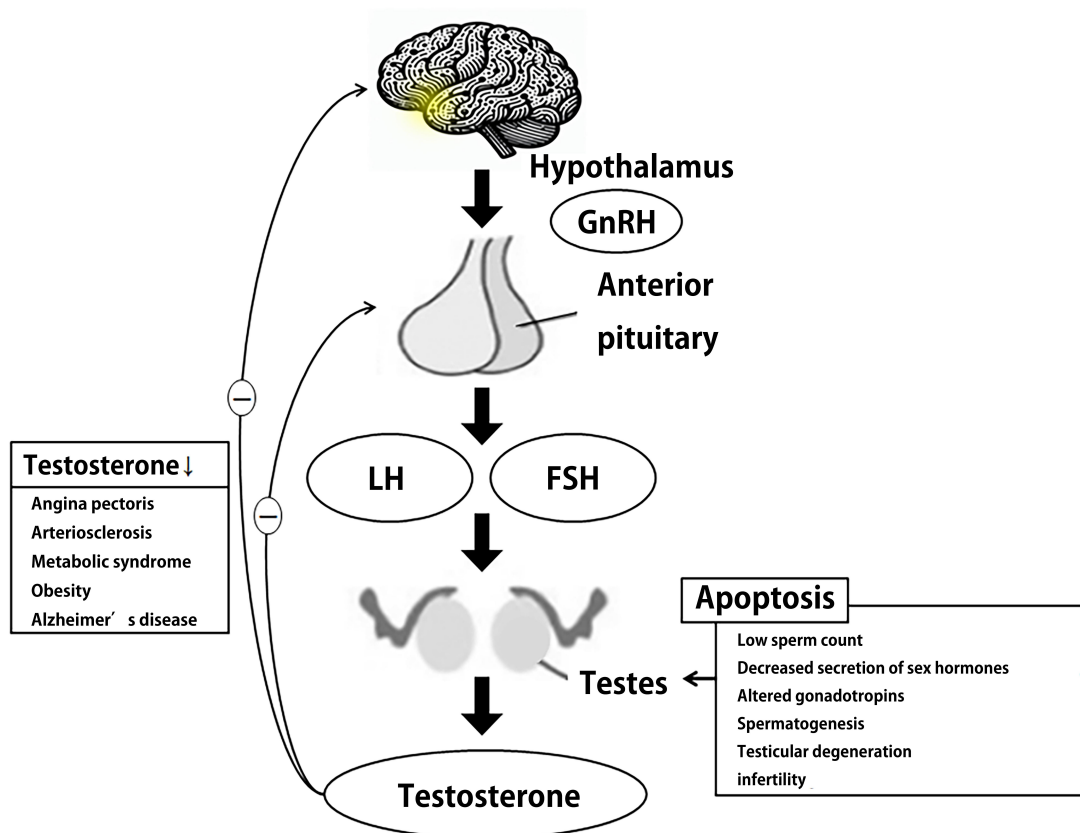 Hypothalamus
GnRH
Anterior
pituitary
−
−
LH
FSH
Testosterone↓
Angina pectoris
Arteriosclerosis
Metabolic syndrome
Obesity
Alzheimer′ s disease
Apoptosis
Low sperm count
Decreased secretion of sex hormones
Altered gonadotropins
Spermatogenesis
Testicular degeneration
infertility
Testes
Testosterone